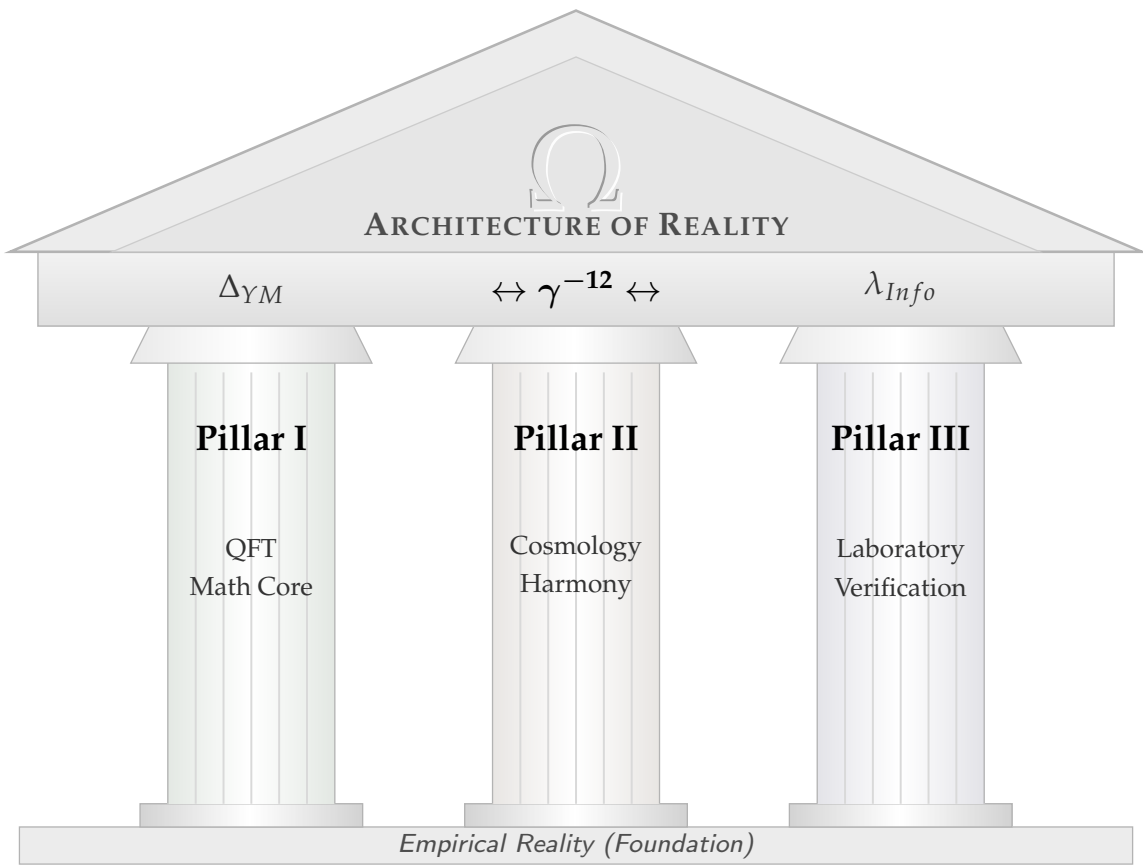 Ω
ARCHITECTURE OF REALITY
Δ_YM ↔ γ⁻¹² ↔ λ_Info
Pillar I
QFT
Math Core
Pillar II
Cosmology
Harmony
Pillar III
Laboratory
Verification
Empirical Reality (Foundation)